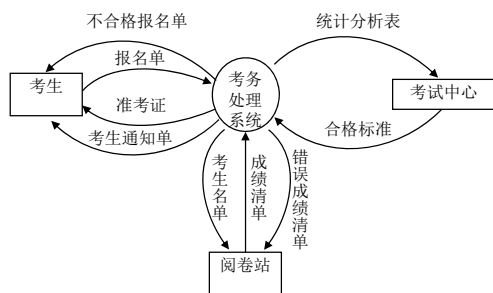 不合格报名单
统计分析表
报名单
考生
考务
处理
系统
考试中心
准考证
合格标准
考生通知单
考生名单
成绩清单
错误成绩清单
阅卷站